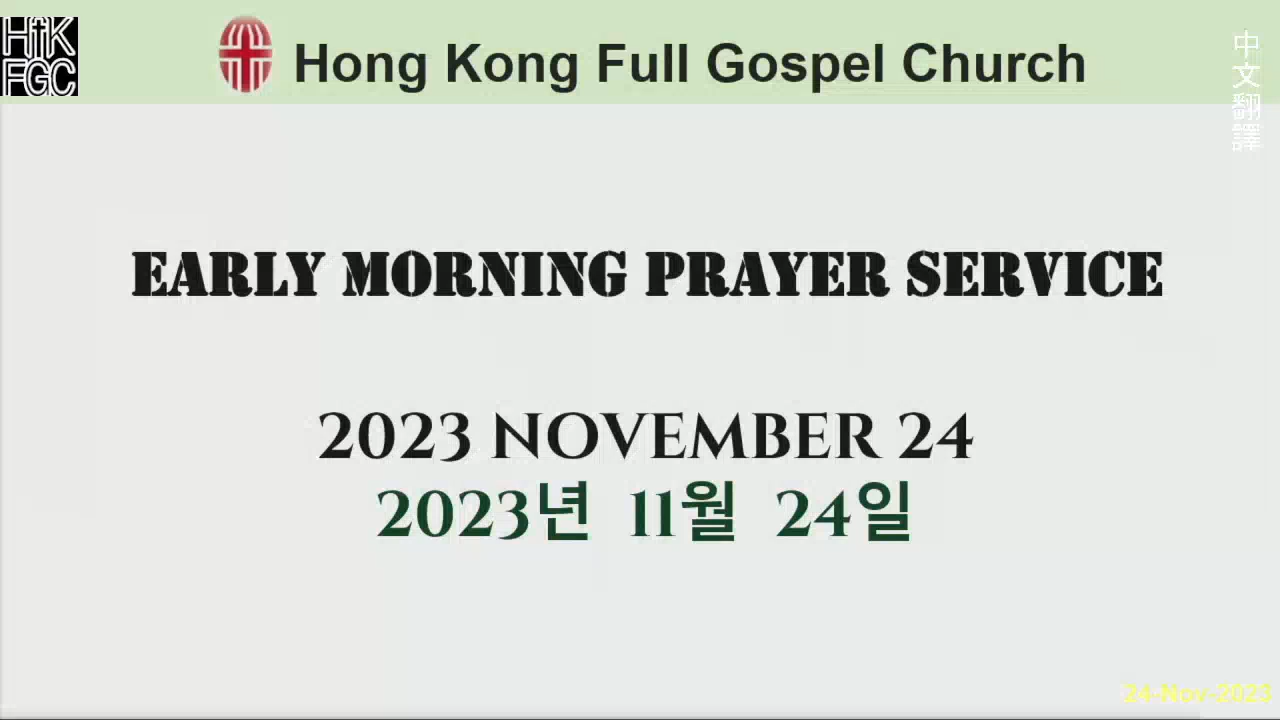 HK
FGC
Hong Kong Full Gospel Church
中文翻譯
EARLY MORNING PRAYER SERVICE
2023 NOVEMBER 24
2023년 11월 24일
24-Nov-2023